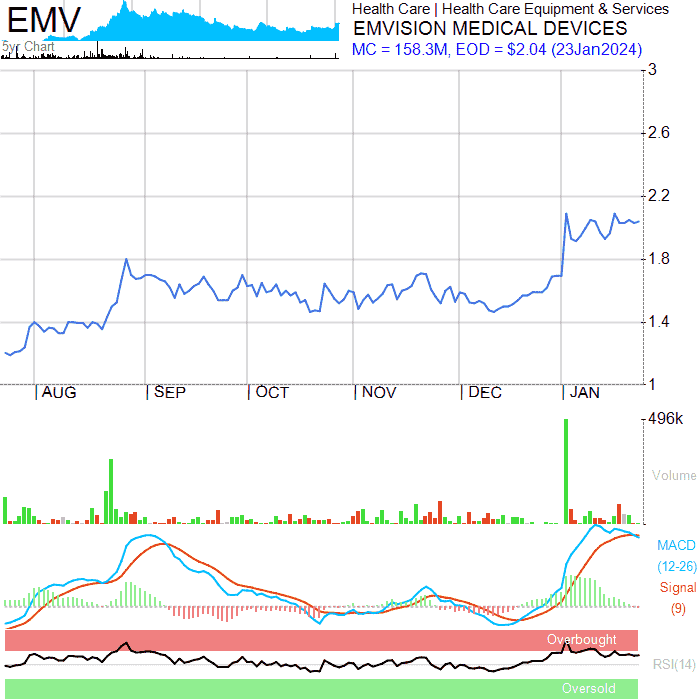 EMV
Health Care | Health Care Equipment & Services
EMVISION MEDICAL DEVICES
MC = 158.3M, EOD = $2.04 (23Jan2024)
5yr Chart
3
2.6
2.2
1.8
1.4
1
| AUG | SEP | OCT | NOV | DEC | JAN
496k
Volume
MACD
(12-26)
Signal
(9)
Overbought
RSI(14)
Oversold